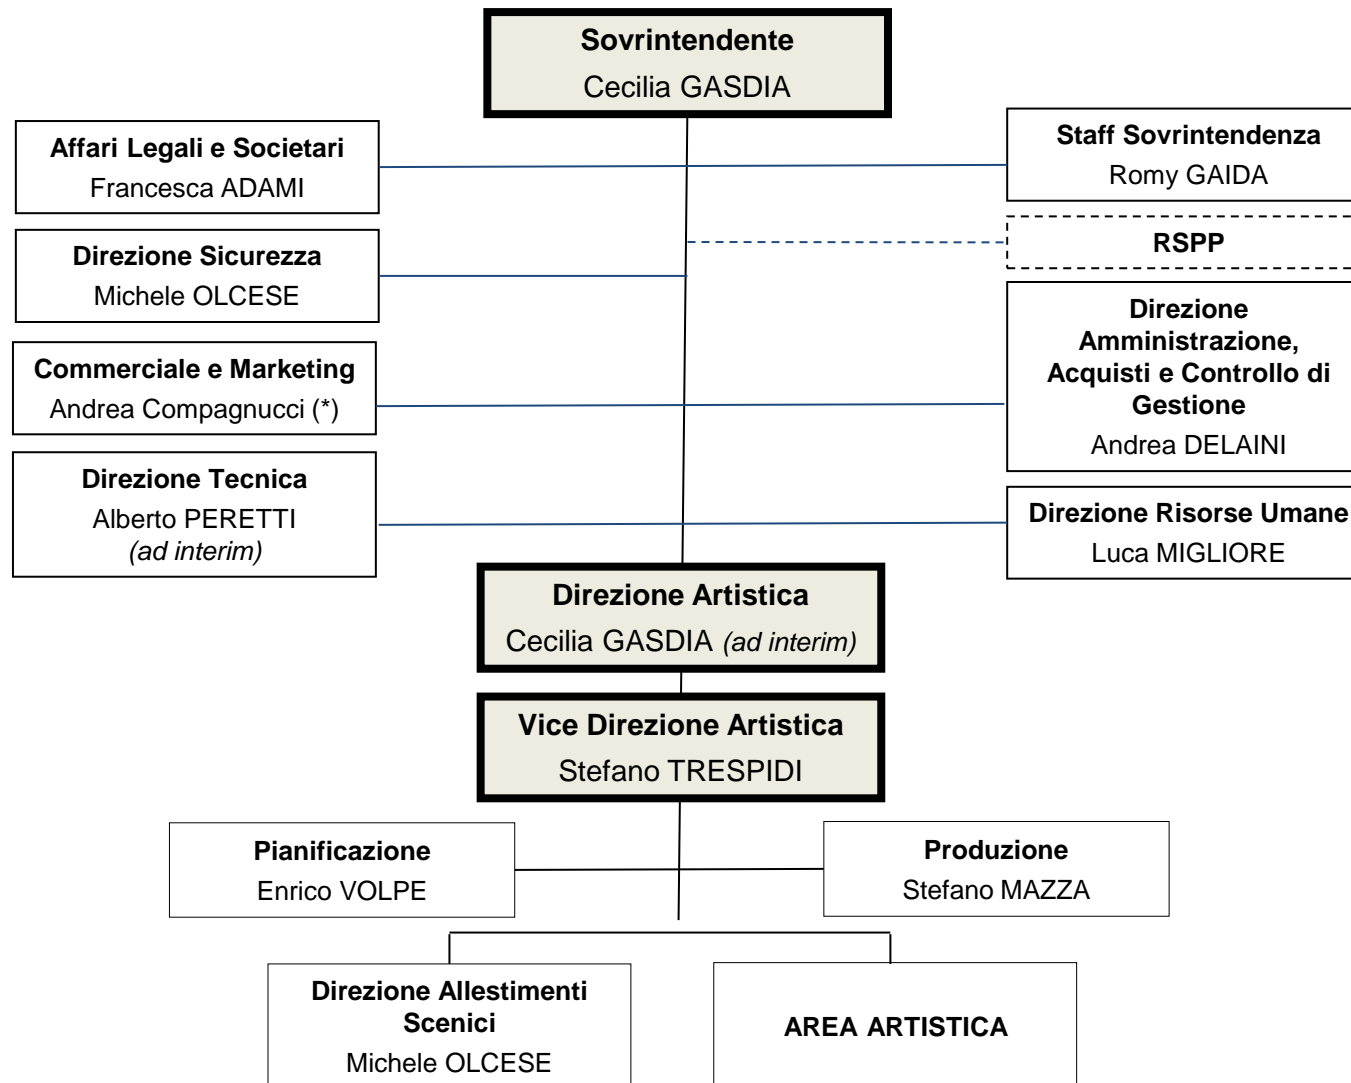 Sovrintendente
Cecilia GASDIA
Affari Legali e Societari
Francesca ADAMI
Staff Sovrintendenza
Romy GAIDA
Direzione Sicurezza
Michele OLCESE
RSPP
Commerciale e Marketing
Andrea Compagnucci (*)
Direzione
Amministrazione,
Acquisti e Controllo di
Gestione
Andrea DELAINI
Direzione Tecnica
Alberto PERETTI
(ad interim)
Direzione Risorse Umane
Luca MIGLIORE
Direzione Artistica
Cecilia GASDIA (ad interim)
Vice Direzione Artistica
Stefano TRESPIDI
Pianificazione
Enrico VOLPE
Produzione
Stefano MAZZA
Direzione Allestimenti
Scenici
Michele OLCESE
AREA ARTISTICA